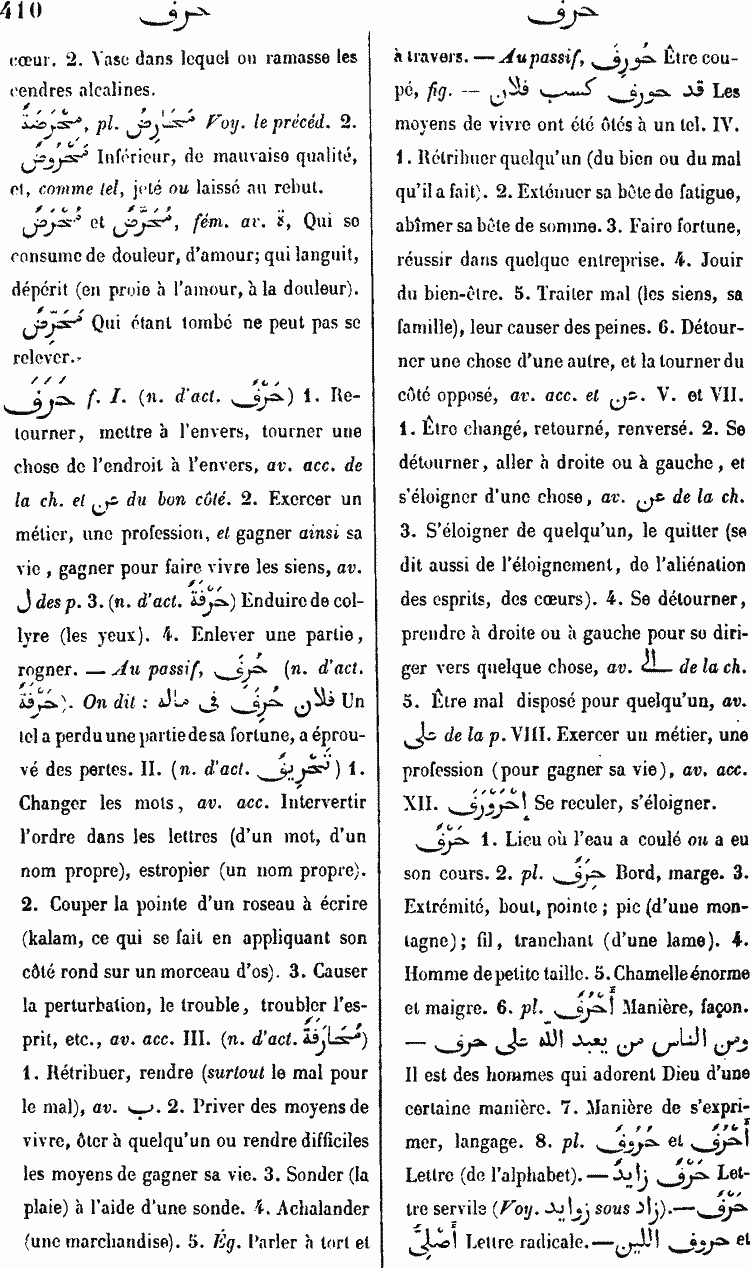 410
حرف
حرف
cœur. 2. Vase dans lequel on ramasse les
cendres alcalines.
مُحْرُضَةٌ, pl. مَحَارِضُ Voy. le précéd. 2.
مَحْرُوضٌ Inférieur, de mauvaise qualité,
et, comme tel, jeté ou laissé au rebut.
مُحْرَضٌ et مُحَرَّضٌ, fém. av. ة, Qui se
consume de douleur, d'amour; qui languit,
dépérit (en proie à l'amour, à la douleur).
مُحَرِّضٌ Qui étant tombé ne peut pas se
relever.
حَرَفَ f. I. (n. d'act. حَرْفٌ) 1. Re-
tourner, mettre à l'envers, tourner une
chose de l'endroit à l'envers, av. acc. de
la ch. et عن du bon côté. 2. Exercer un
métier, une profession, et gagner ainsi sa
vie, gagner pour faire vivre les siens, av.
ل des p. 3. (n. d'act. حَرْفَةٌ) Enduire de col-
lyre (les yeux). 4. Enlever une partie,
rogner. — Au passif, حُرِفَ (n. d'act.
حَرْفَةٌ). On dit : فلان حُرِفَ فى ماله Un
tel a perdu une partie de sa fortune, a éprou-
vé des pertes. II. (n. d'act. تَحْرِيفٌ) 1.
Changer les mots, av. acc. Intervertir
l'ordre dans les lettres (d'un mot, d'un
nom propre), estropier (un nom propre).
2. Couper la pointe d'un roseau à écrire
(kalam, ce qui se fait en appliquant son
côté rond sur un morceau d'os). 3. Causer
la perturbation, le trouble, troubler l'es-
prit, etc., av. acc. III. (n. d'act. مُحَارَفَةٌ)
1. Rétribuer, rendre (surtout le mal pour
le mal), av. ب. 2. Priver des moyens de
vivre, ôter à quelqu'un ou rendre difficiles
les moyens de gagner sa vie. 3. Sonder (la
plaie) à l'aide d'une sonde. 4. Achalander
(une marchandise). 5. Ég. Parler à tort et
à travers. — Au passif, حُورِفَ Être cou-
pé, fig. — قد حورف كسب فلان Les
moyens de vivre ont été ôtés à un tel. IV.
1. Rétribuer quelqu'un (du bien ou du mal
qu'il a fait). 2. Exténuer sa bête de fatigue,
abîmer sa bête de somme. 3. Faire fortune,
réussir dans quelque entreprise. 4. Jouir
du bien-être. 5. Traiter mal (les siens, sa
famille), leur causer des peines. 6. Détour-
ner une chose d'une autre, et la tourner du
côté opposé, av. acc. et عن. V. et VII.
1. Être changé, retourné, renversé. 2. Se
détourner, aller à droite ou à gauche, et
s'éloigner d'une chose, av. عن de la ch.
3. S'éloigner de quelqu'un, le quitter (se
dit aussi de l'éloignement, de l'aliénation
des esprits, des cœurs). 4. Se détourner,
prendre à droite ou à gauche pour se diri-
ger vers quelque chose, av. الى de la ch.
5. Être mal disposé pour quelqu'un, av.
على de la p. VIII. Exercer un métier, une
profession (pour gagner sa vie), av. acc.
XII. إِحْرَوْرَفَ Se reculer, s'éloigner.
حَرْفٌ 1. Lieu où l'eau a coulé ou a eu
son cours. 2. pl. حِرَفٌ Bord, marge. 3.
Extrémité, bout, pointe; pic (d'une mon-
tagne); fil, tranchant (d'une lame). 4.
Homme de petite taille. 5. Chamelle énorme
et maigre. 6. pl. أَحْرُفٌ Manière, façon.
— ومن الناس من يعبد الله على حرف
Il est des hommes qui adorent Dieu d'une
certaine manière. 7. Manière de s'expri-
mer, langage. 8. pl. حُرُوفٌ et أَحْرُفٌ
Lettre (de l'alphabet). — حَرْفٌ زايدٌ Let-
tre servile (Voy. زوايد sous زاد). — حَرْفٌ
أَصْلِىٌّ Lettre radicale. — حروف اللين et